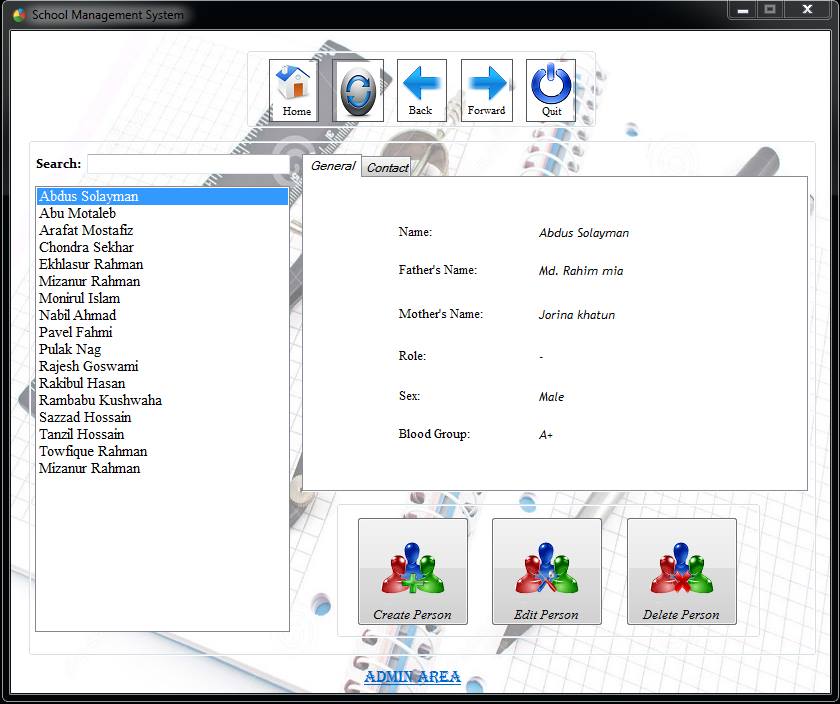 School Management System
Home
Back
Forward
Quit
Search:
General
Contact
Abdus Solayman
Abu Motaleb
Arafat Mostafiz
Chondra Sekhar
Ekhlasur Rahman
Mizanur Rahman
Monirul Islam
Nabil Ahmad
Pavel Fahmi
Pulak Nag
Rajesh Goswami
Rakibul Hasan
Rambabu Kushwaha
Sazzad Hossain
Tanzil Hossain
Towfique Rahman
Mizanur Rahman
Name: Abdus Solayman
Father's Name: Md. Rahim mia
Mother's Name: Jorina khatun
Role: -
Sex: Male
Blood Group: A+
Create Person
Edit Person
Delete Person
ADMIN AREA